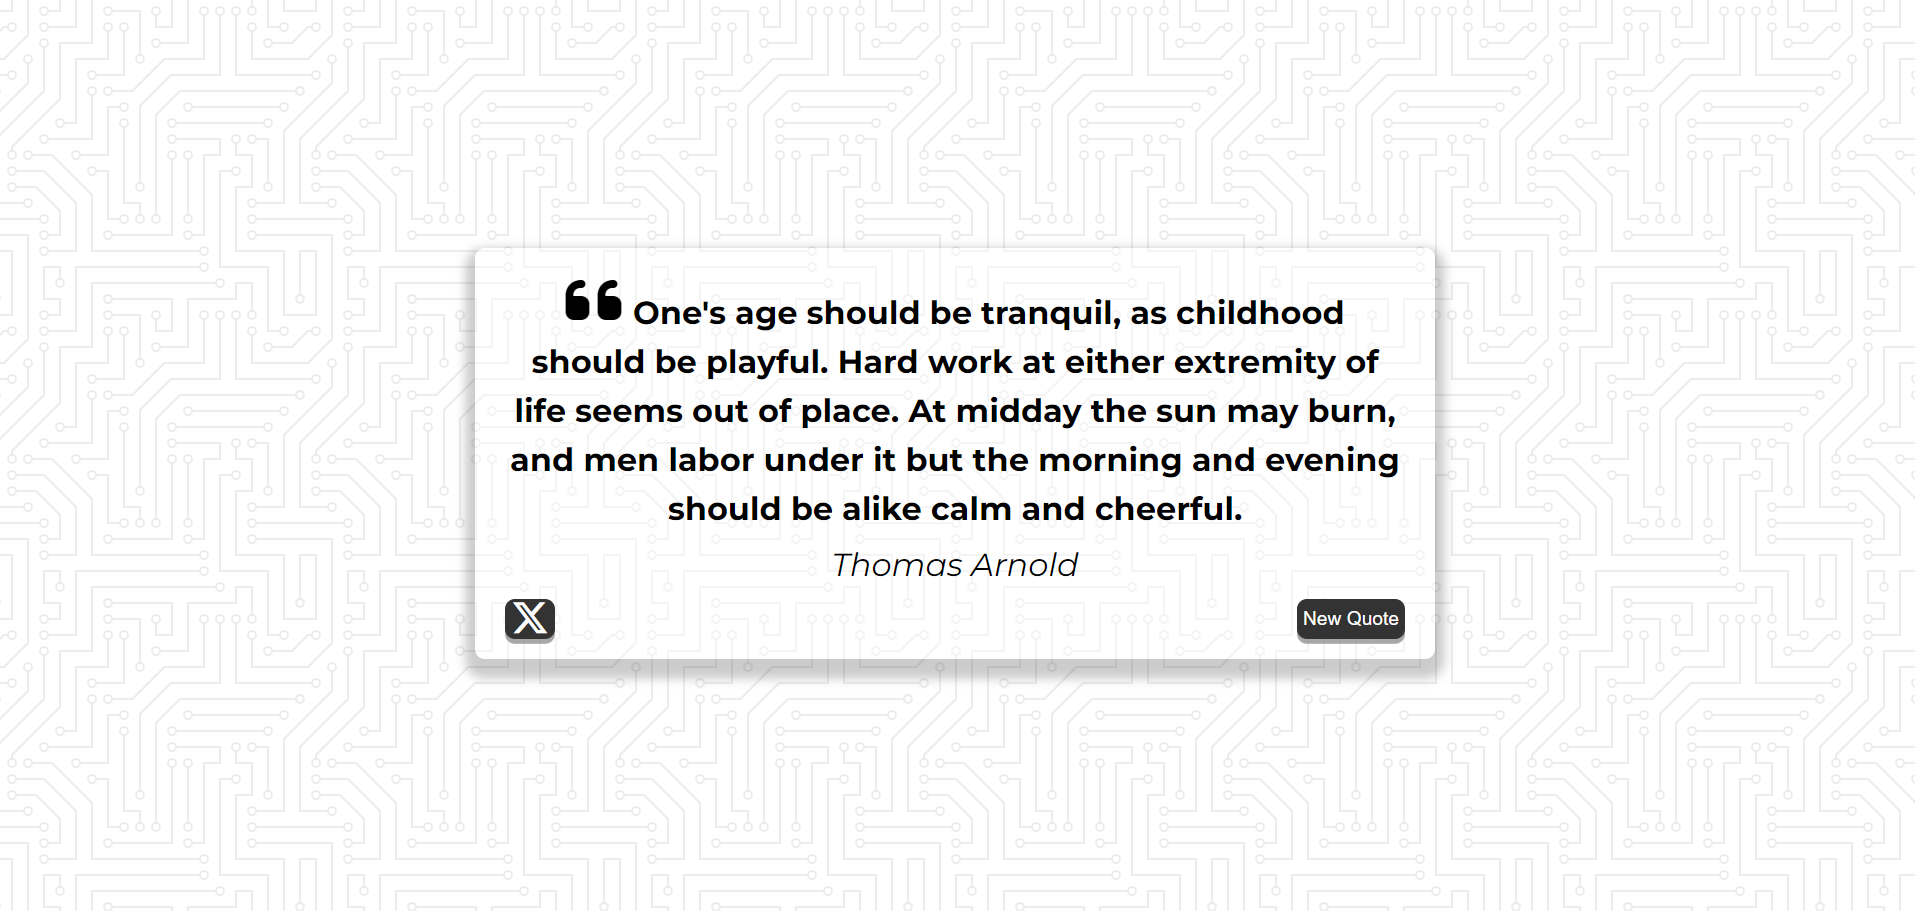 One's age should be tranquil, as childhood
should be playful. Hard work at either extremity of
life seems out of place. At midday the sun may burn,
and men labor under it but the morning and evening
should be alike calm and cheerful.
Thomas Arnold
New Quote